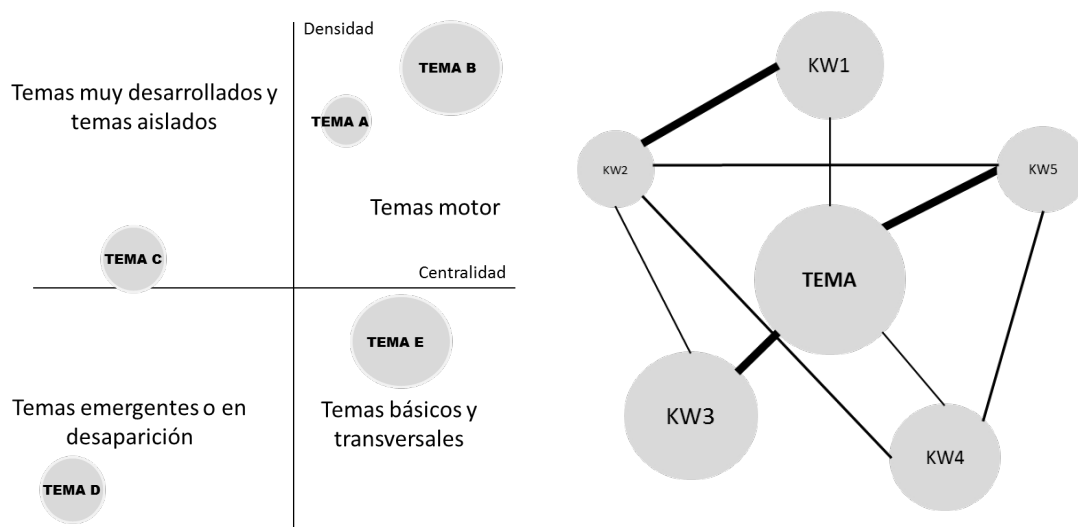 Densidad
TEMA B
Temas muy desarrollados y
temas aislados
TEMA A
Temas motor
TEMA C
Centralidad
TEMA E
Temas emergentes o en
desaparición
Temas básicos y
transversales
TEMA D
KW1
KW2
KW5
TEMA
KW3
KW4